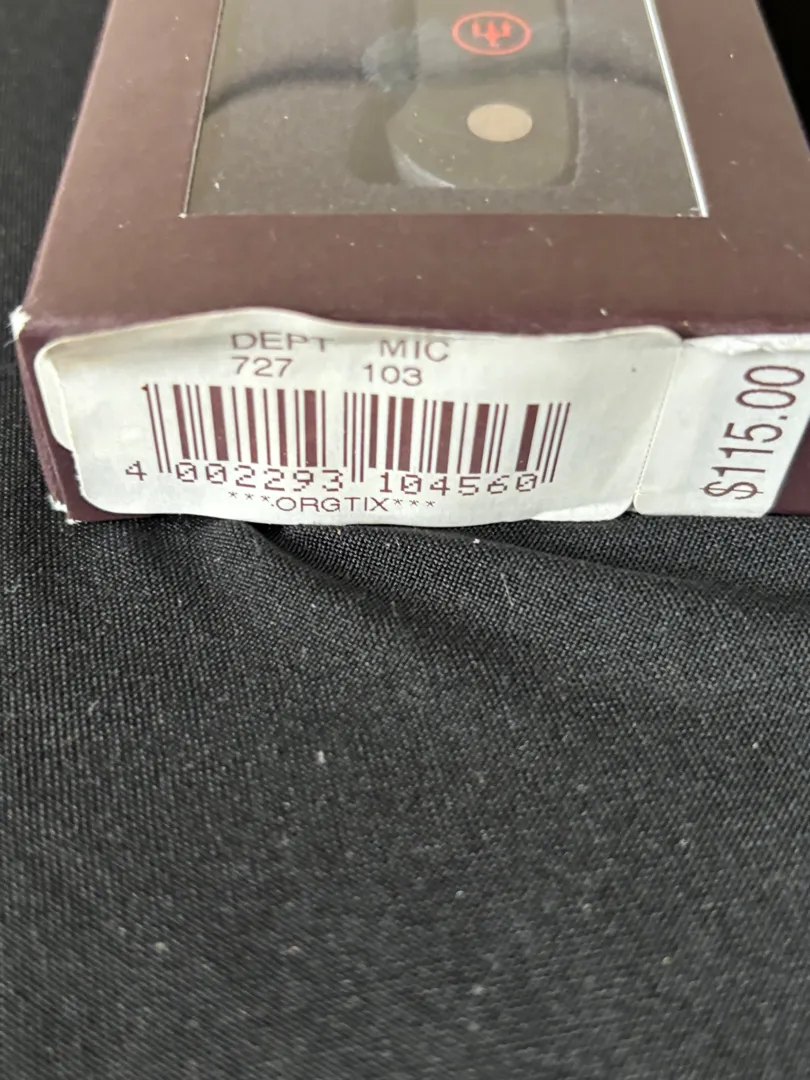 DEPT MIC
727 103
4 002293 104560
***ORGTIX***
$115.00